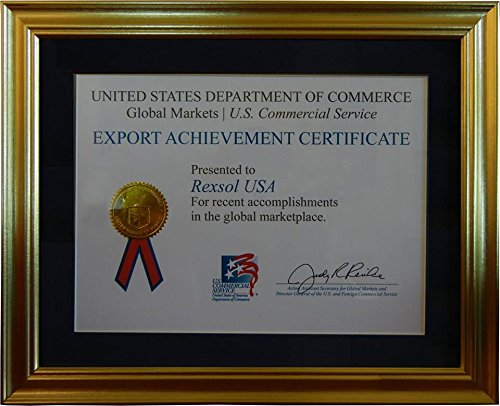 UNITED STATES DEPARTMENT OF COMMERCE
Global Markets | U.S. Commercial Service
EXPORT ACHIEVEMENT CERTIFICATE
Presented to
Rexsol USA
For recent accomplishments
in the global marketplace.
U.S.
COMMERCIAL
SERVICE
United States of America
Department of Commerce
Acting Assistant Secretary for Global Markets and
Director General of the U.S. and Foreign Commercial Service